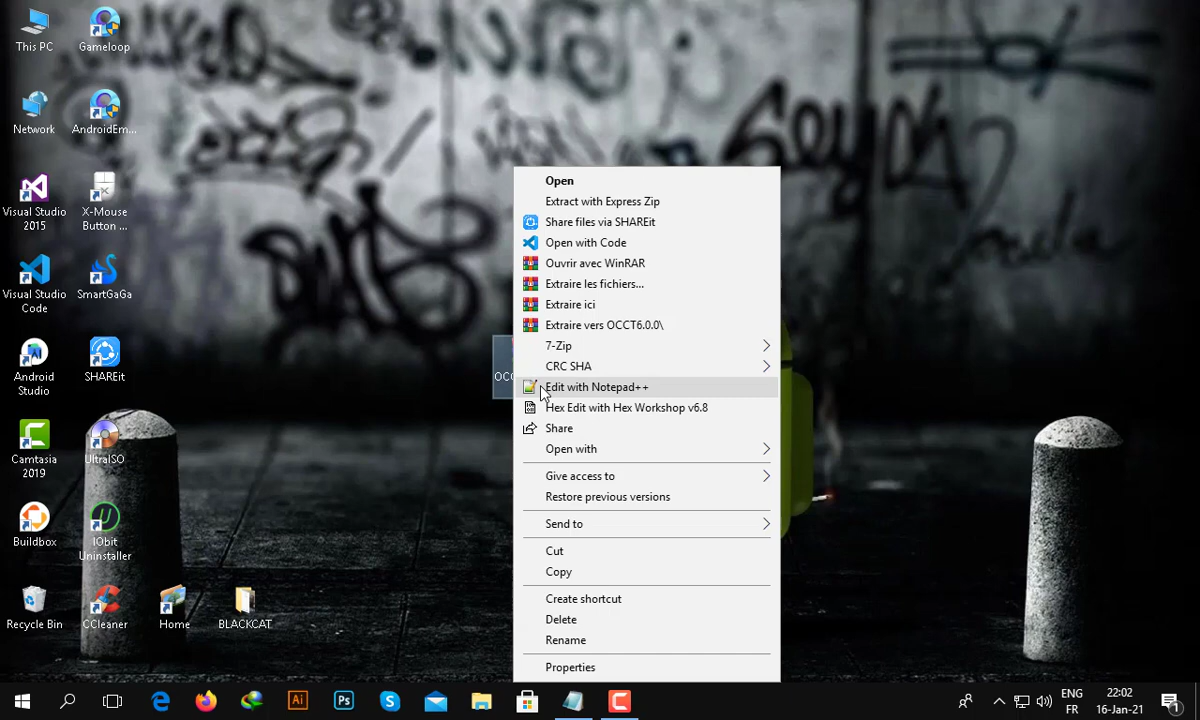 This PC
Gameloop
Network
AndroidEm...
Visual Studio
2015
X-Mouse
Button ...
Visual Studio
Code
SmartGaGa
Android
Studio
SHAREit
Camtasia
2019
UltraISO
Buildbox
IObit
Uninstaller
Recycle Bin
CCleaner
Home
BLACKCAT
Open
Extract with Express Zip
Share files via SHAREit
Open with Code
Ouvrir avec WinRAR
Extraire les fichiers...
Extraire ici
Extraire vers OCCT6.0.0\
7-Zip
CRC SHA
Edit with Notepad++
Hex Edit with Hex Workshop v6.8
Share
Open with
Give access to
Restore previous versions
Send to
Cut
Copy
Create shortcut
Delete
Rename
Properties
ENG
FR
22:02
16-Jan-21
1